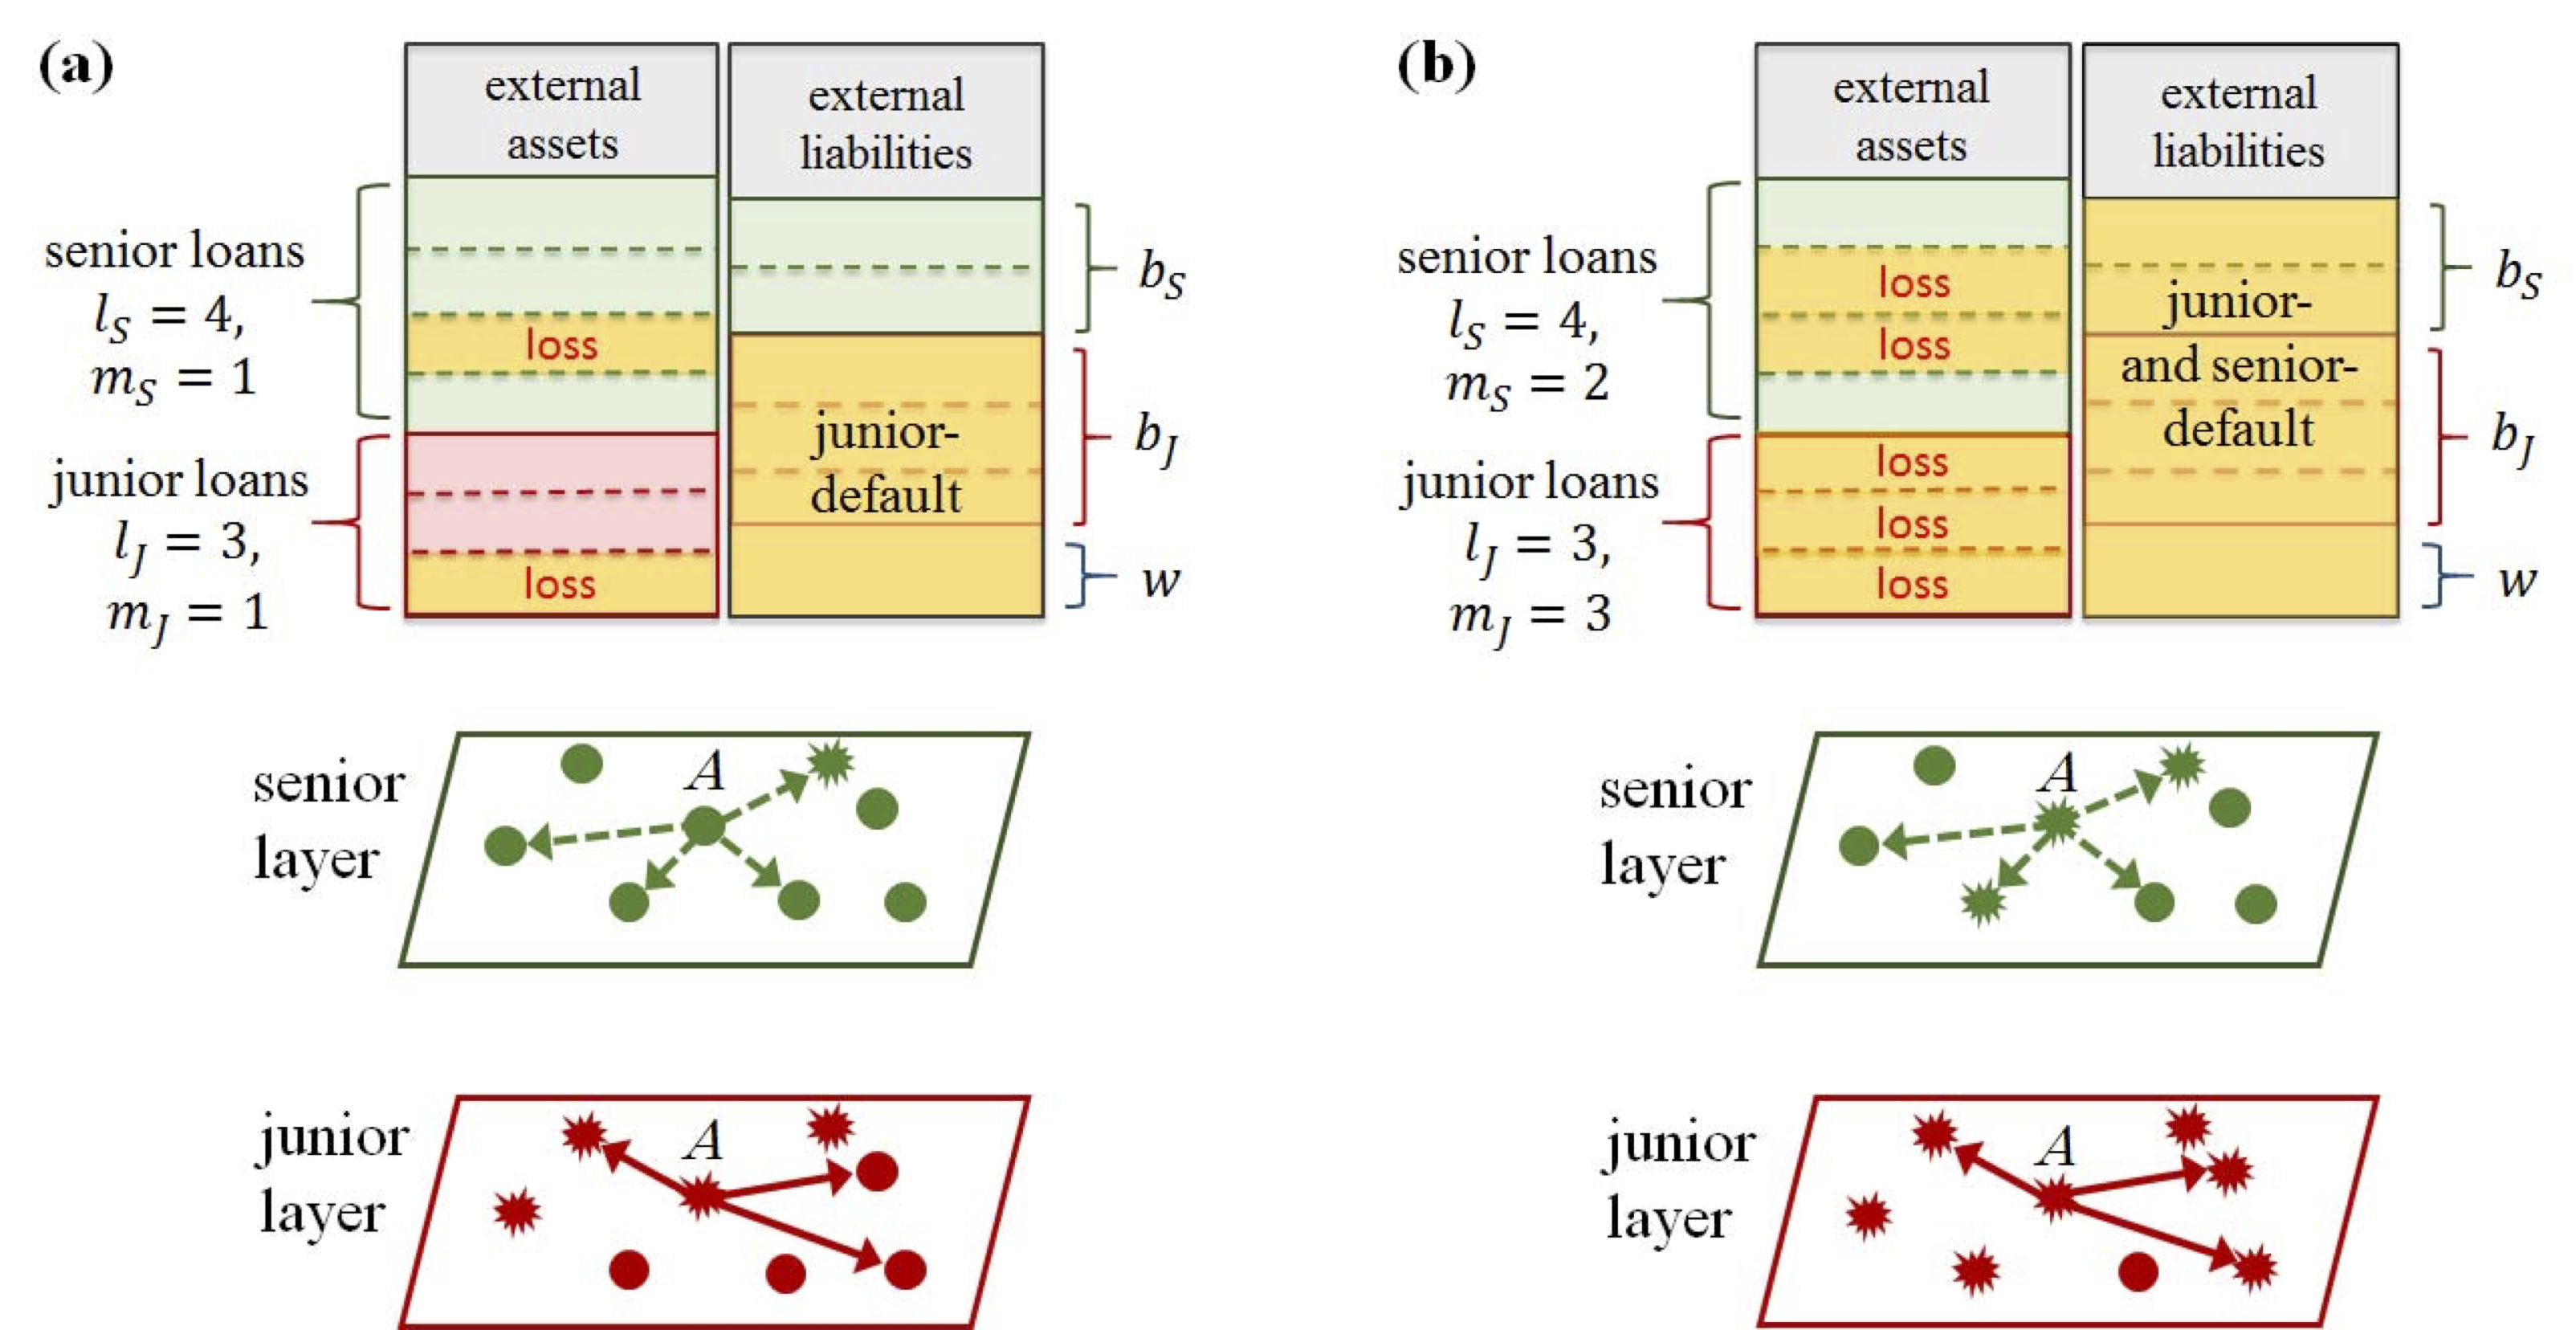 (a)
external
assets
external
liabilities
senior loans
l_S = 4,
m_S = 1
loss
b_S
junior loans
l_J = 3,
m_J = 1
loss
junior-
default
b_J
w
senior
layer
A
junior
layer
A
(b)
external
assets
external
liabilities
senior loans
l_S = 4,
m_S = 2
loss
loss
junior loans
l_J = 3,
m_J = 3
loss
loss
loss
junior-
and senior-
default
b_S
b_J
w
senior
layer
A
junior
layer
A